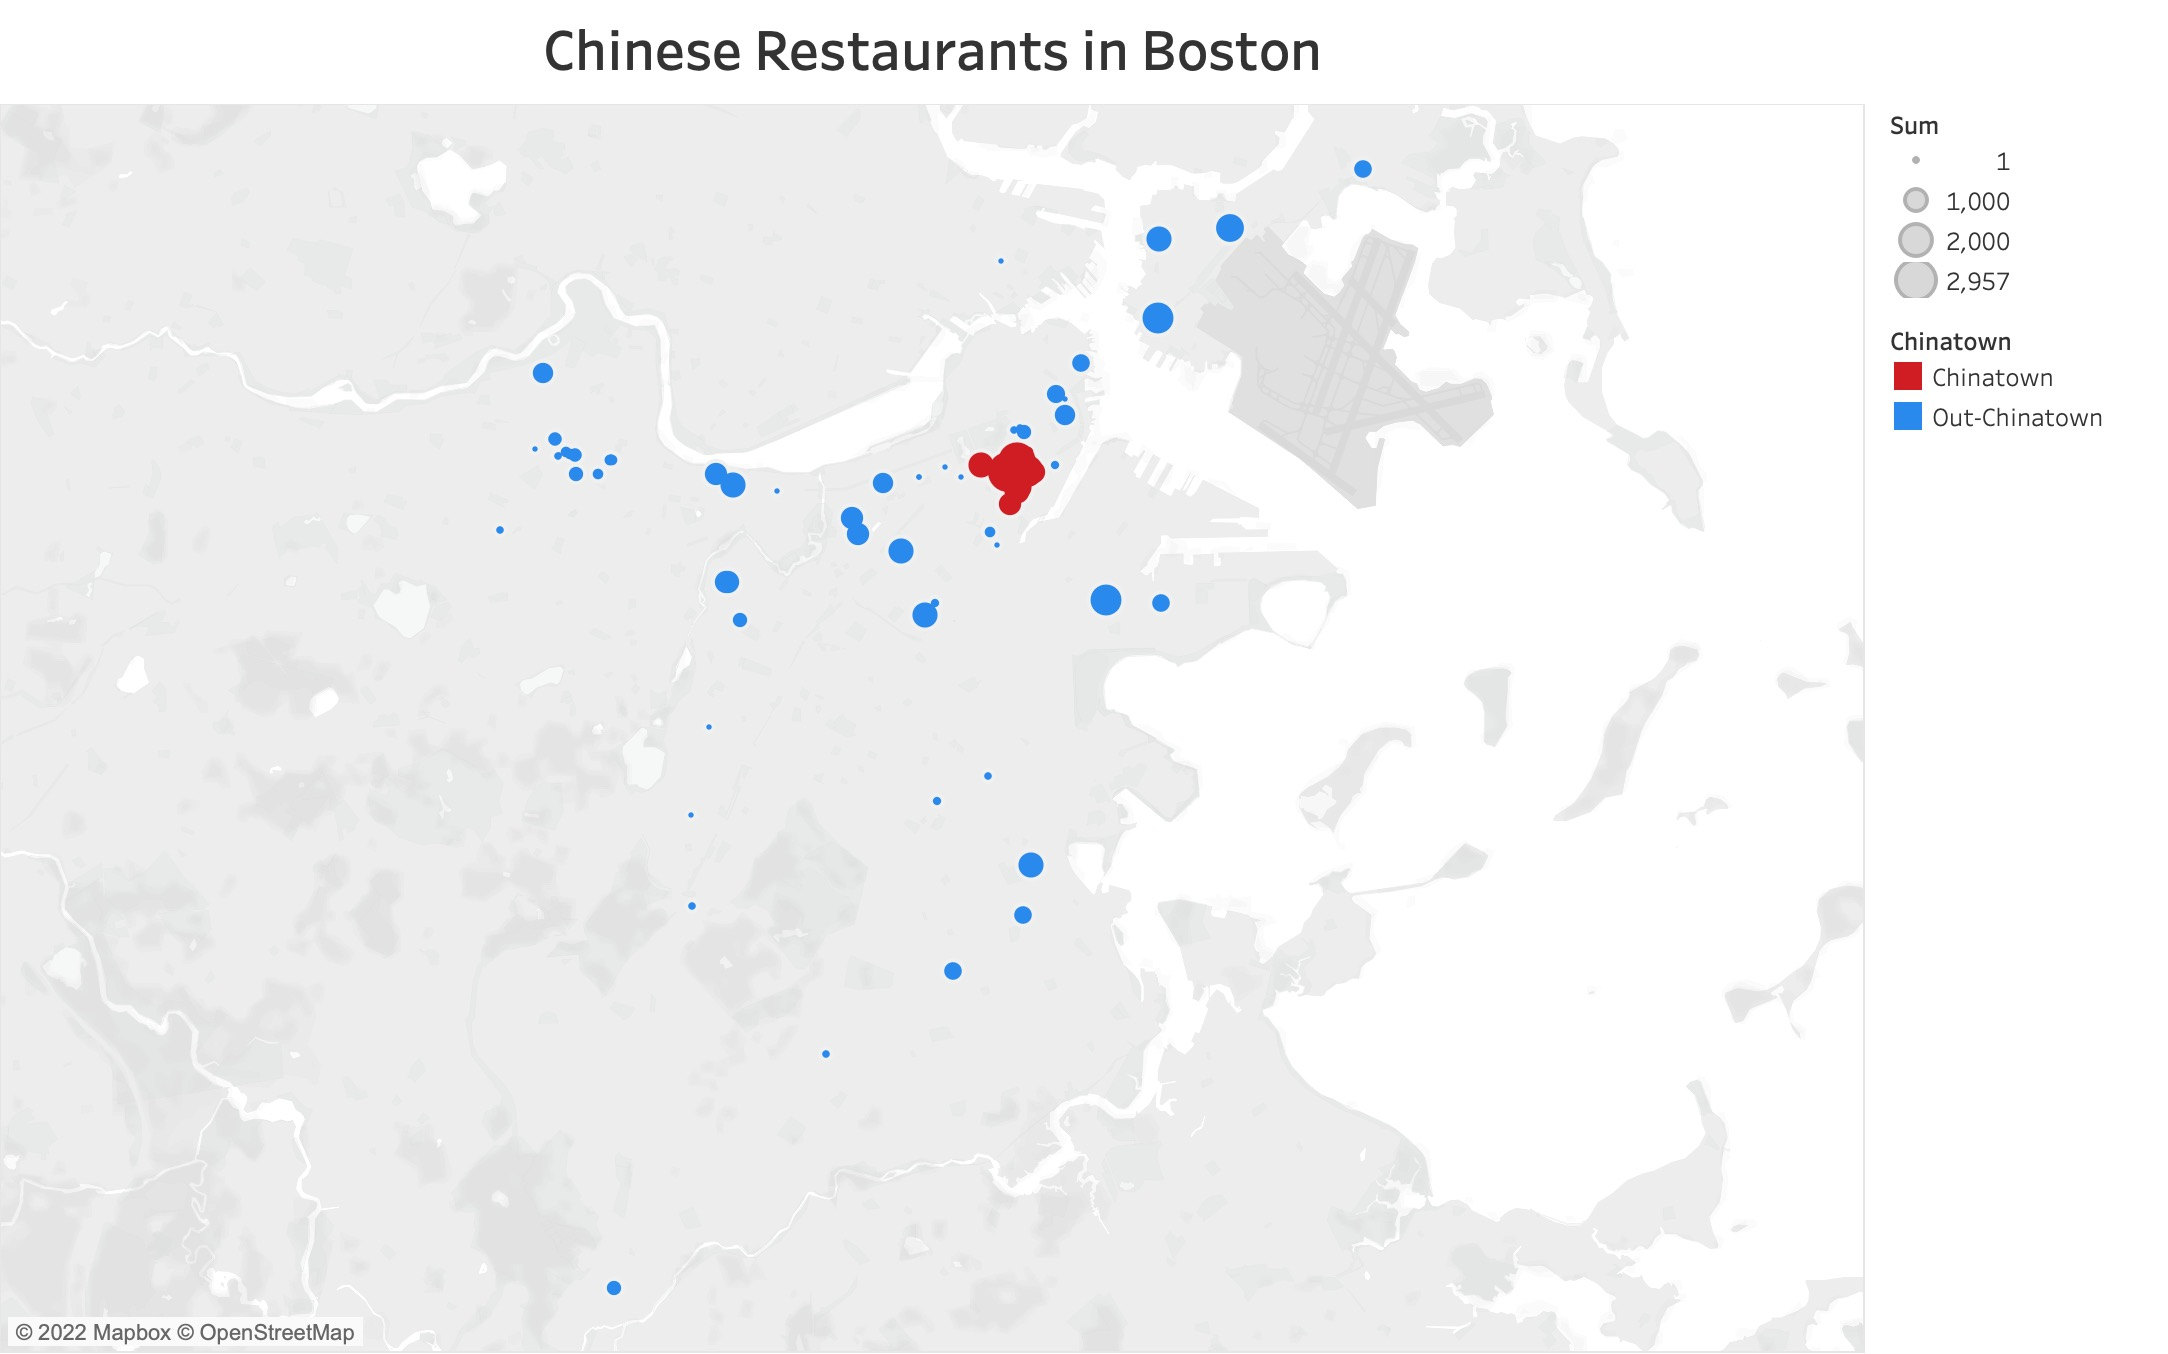 Chinese Restaurants in Boston
Sum
1
1,000
2,000
2,957
Chinatown
Chinatown
Out-Chinatown
© 2022 Mapbox © OpenStreetMap